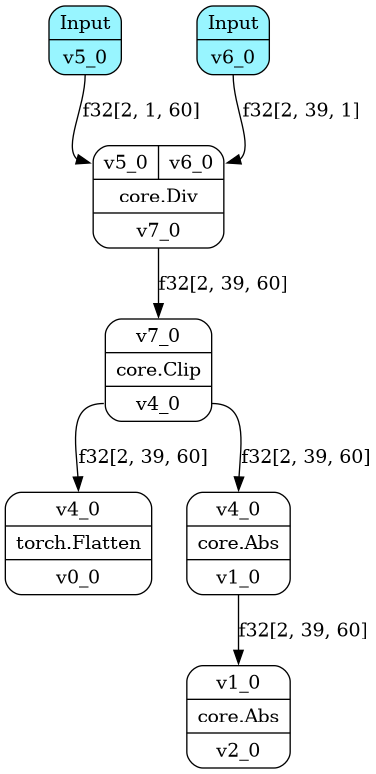 Input
v5_0
Input
v6_0
f32[2, 1, 60]
f32[2, 39, 1]
v5_0 v6_0
core.Div
v7_0
f32[2, 39, 60]
v7_0
core.Clip
v4_0
f32[2, 39, 60]
f32[2, 39, 60]
v4_0
torch.Flatten
v0_0
v4_0
core.Abs
v1_0
f32[2, 39, 60]
v1_0
core.Abs
v2_0